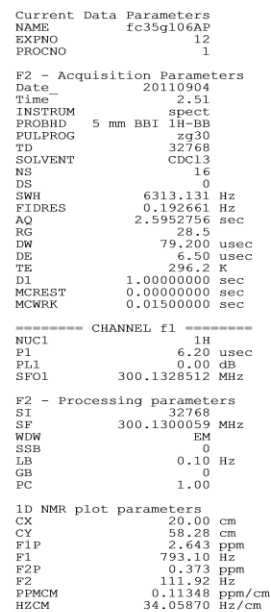 Current Data Parameters
NAME fc35g106AP
EXPNO 12
PROCNO 1
F2 - Acquisition Parameters
Date_ 20110904
Time 2.51
INSTRUM spect
PROBHD 5 mm BBI 1H-BB
PULPROG zg30
TD 32768
SOLVENT CDCl3
NS 16
DS 0
SWH 6313.131 Hz
FIDRES 0.192661 Hz
AQ 2.5952756 sec
RG 28.5
DW 79.200 usec
DE 6.50 usec
TE 296.2 K
D1 1.00000000 sec
MCREST 0.00000000 sec
MCWRK 0.01500000 sec
======== CHANNEL f1 ========
NUC1 1H
P1 6.20 usec
PL1 0.00 dB
SFO1 300.1328512 MHz
F2 - Processing parameters
SI 32768
SF 300.1300059 MHz
WDW EM
SSB 0
LB 0.10 Hz
GB 0
PC 1.00
1D NMR plot parameters
CX 20.00 cm
CY 58.28 cm
F1P 2.643 ppm
F1 793.10 Hz
F2P 0.373 ppm
F2 111.92 Hz
PPMCM 0.11348 ppm/cm
HZCM 34.05870 Hz/cm